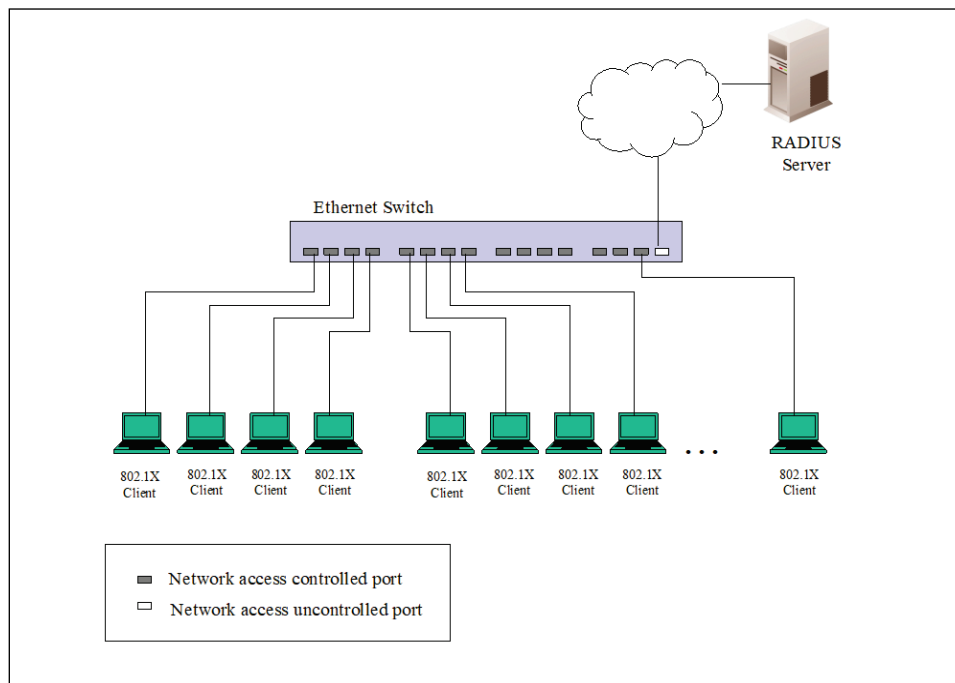 RADIUS
Server
Ethernet Switch
802.1X
Client
802.1X
Client
802.1X
Client
802.1X
Client
802.1X
Client
802.1X
Client
802.1X
Client
802.1X
Client
...
802.1X
Client
Network access controlled port
Network access uncontrolled port